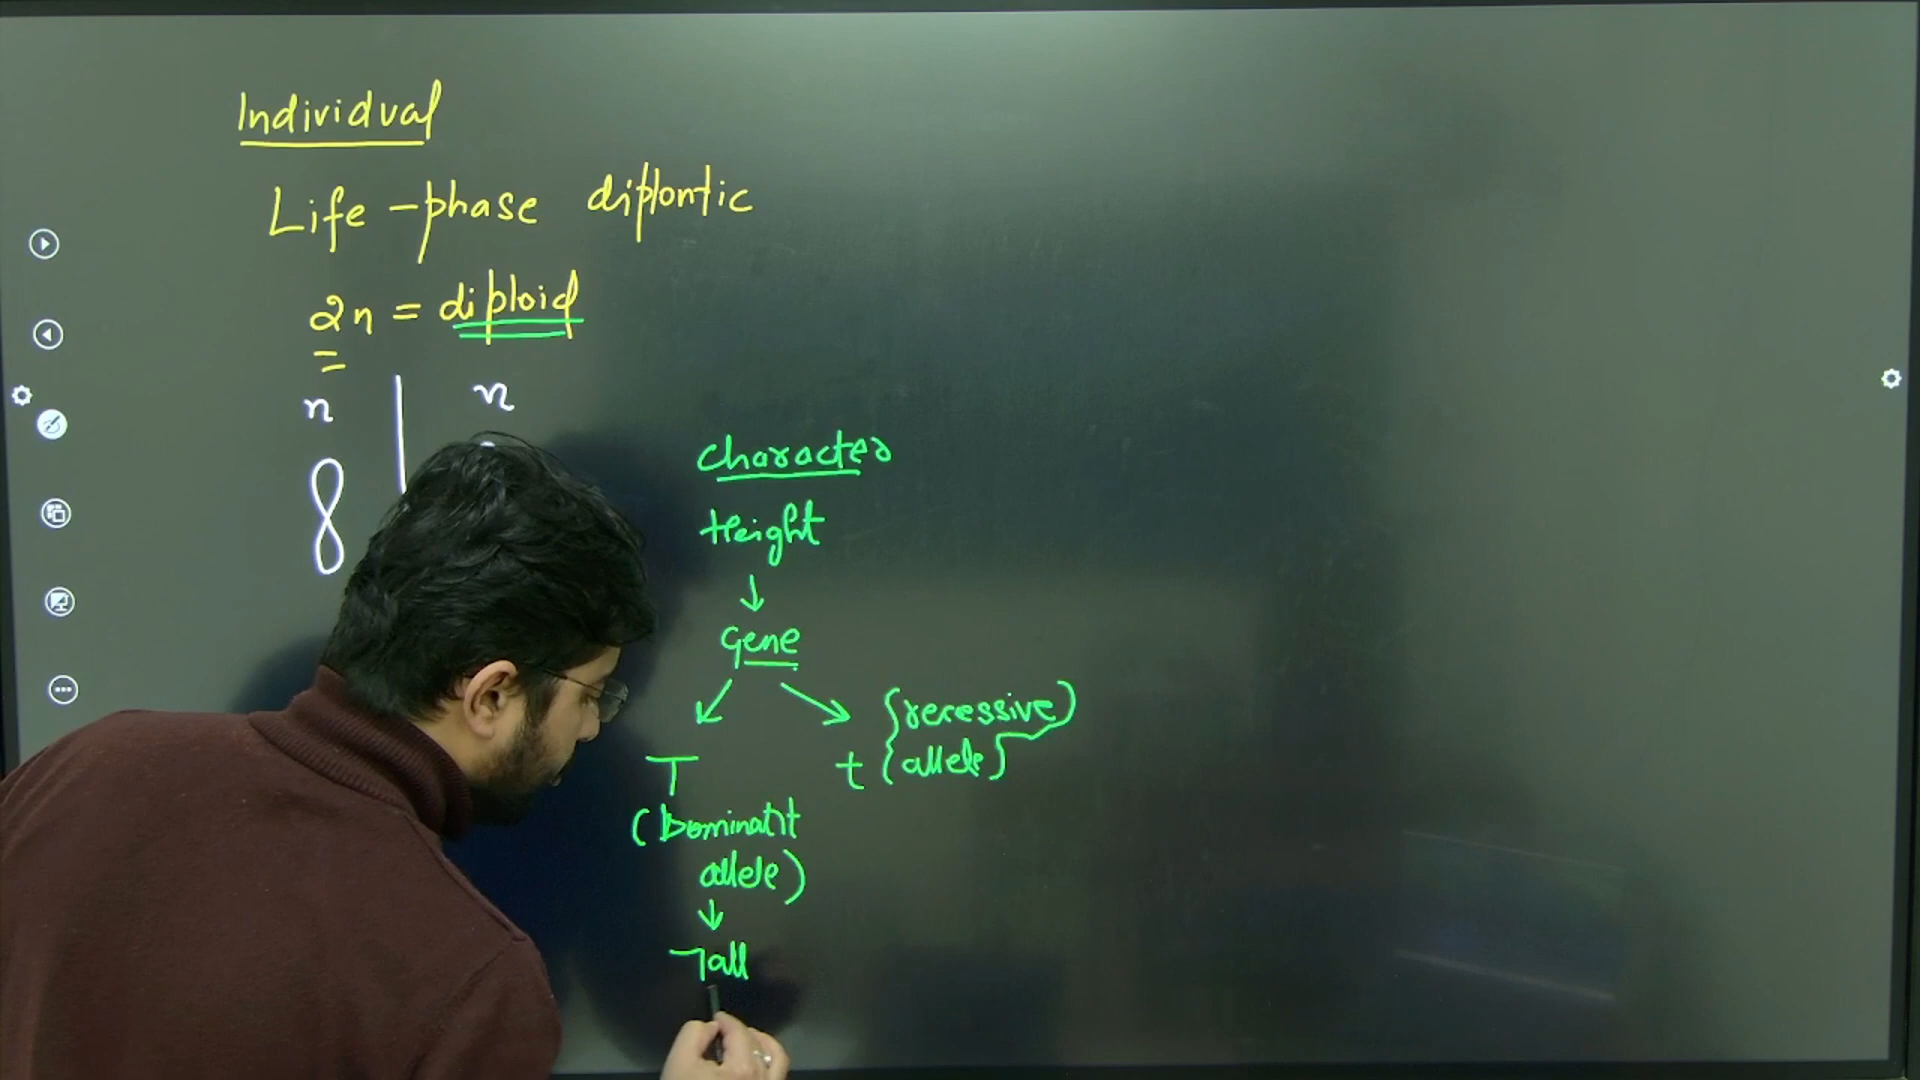 Individual
Life - phase diplontic
2n = diploid
n n
8
Character
Height
↓
Gene
T t {recessive}
{allele}
(Dominant
allele)
↓
Tall